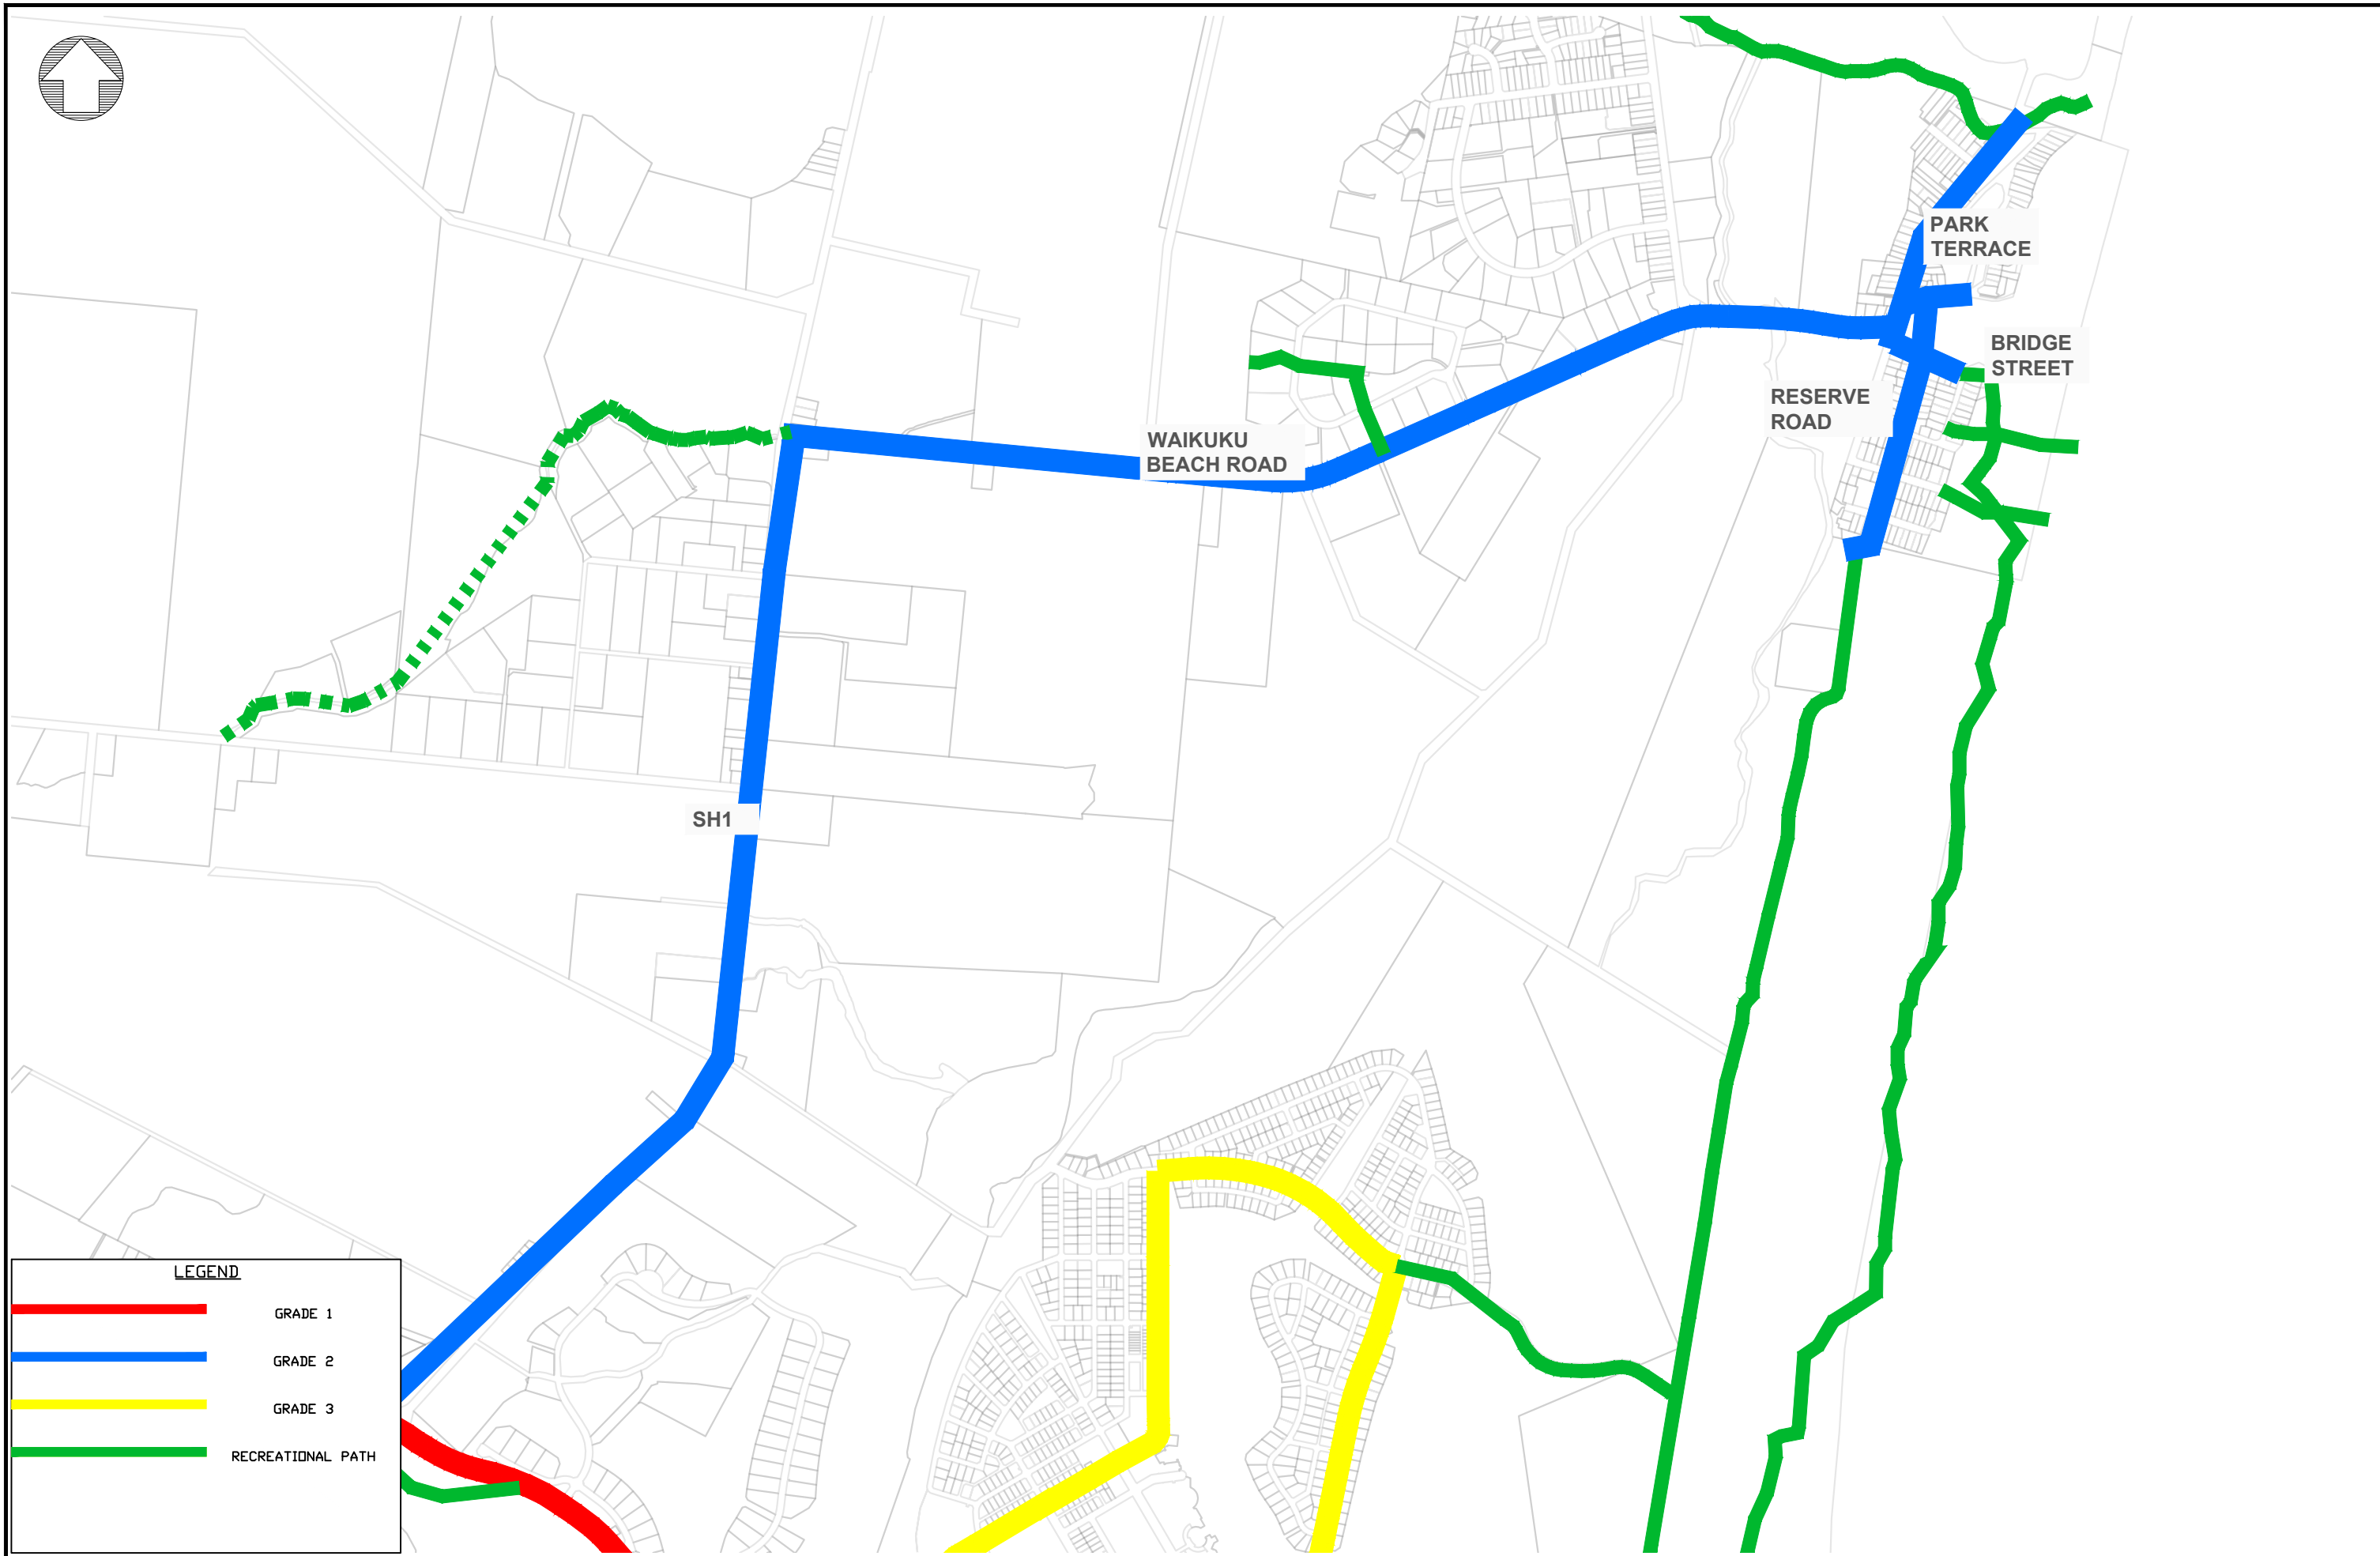 PARK
TERRACE
BRIDGE
STREET
RESERVE
ROAD
WAIKUKU
BEACH ROAD
SH1
LEGEND
GRADE 1
GRADE 2
GRADE 3
RECREATIONAL PATH